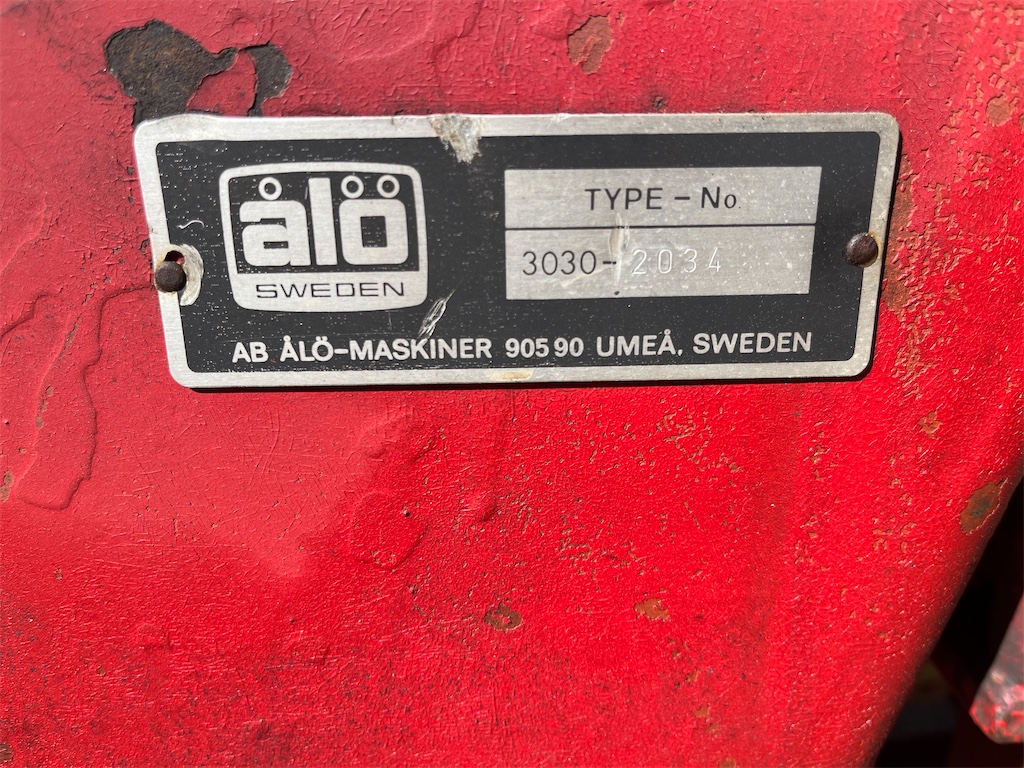 ålö
SWEDEN
TYPE – No.
3030-2034
AB ÅLÖ-MASKINER 905 90 UMEÅ, SWEDEN